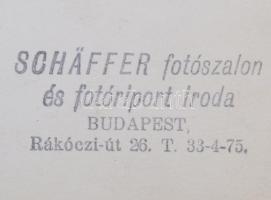 SCHÄFFER fotószalon
és fotóriport iroda
BUDAPEST,
Rákóczi-út 26. T. 33-4-75.